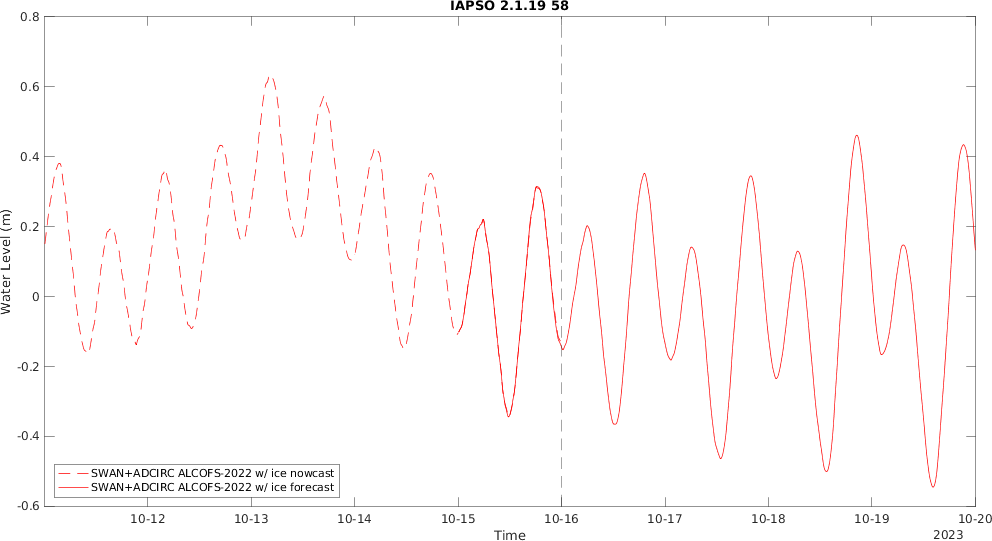 IAPSO 2.1.19 58
0.8
0.6
0.4
0.2
0
-0.2
-0.4
-0.6
Water Level (m)
SWAN+ADCIRC ALCOFS-2022 w/ ice nowcast
SWAN+ADCIRC ALCOFS-2022 w/ ice forecast
10-12 10-13 10-14 10-15 10-16 10-17 10-18 10-19 10-20
Time
2023